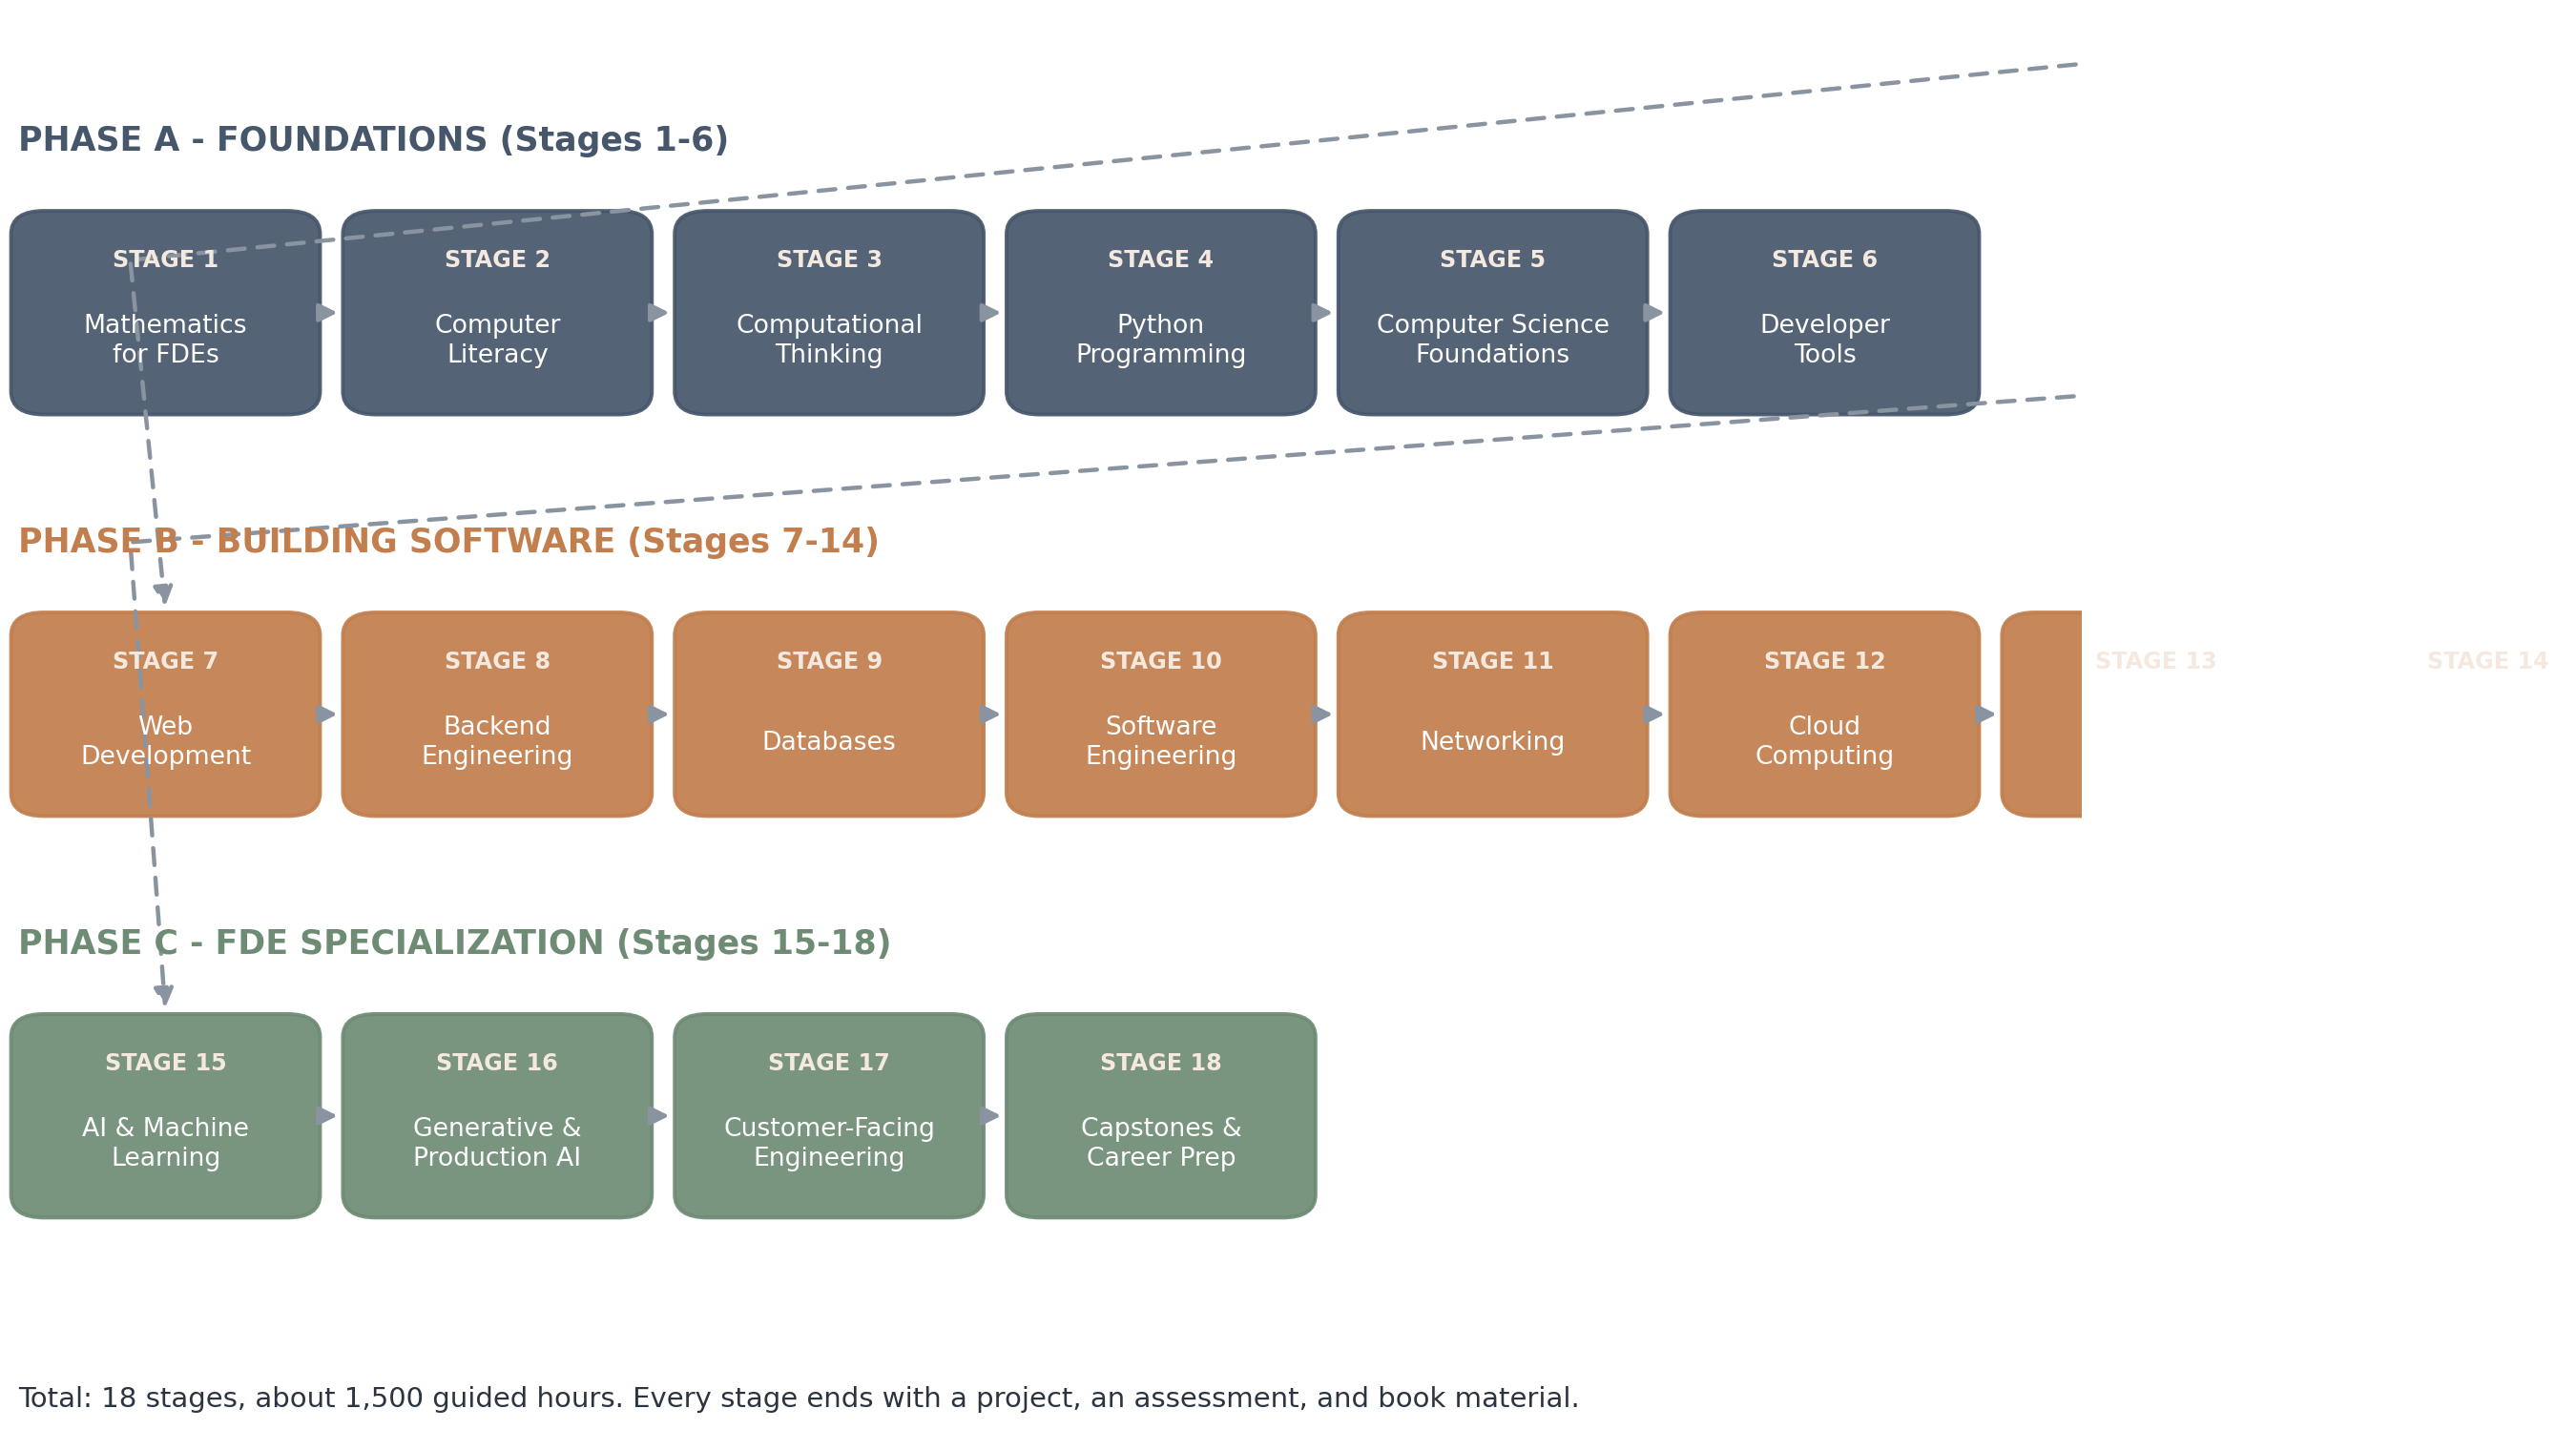 PHASE A - FOUNDATIONS (Stages 1-6)
STAGE 1
Mathematics
for FDEs
STAGE 2
Computer
Literacy
STAGE 3
Computational
Thinking
STAGE 4
Python
Programming
STAGE 5
Computer Science
Foundations
STAGE 6
Developer
Tools
PHASE B - BUILDING SOFTWARE (Stages 7-14)
STAGE 7
Web
Development
STAGE 8
Backend
Engineering
STAGE 9
Databases
STAGE 10
Software
Engineering
STAGE 11
Networking
STAGE 12
Cloud
Computing
STAGE 13
STAGE 14
PHASE C - FDE SPECIALIZATION (Stages 15-18)
STAGE 15
AI & Machine
Learning
STAGE 16
Generative &
Production AI
STAGE 17
Customer-Facing
Engineering
STAGE 18
Capstones &
Career Prep
Total: 18 stages, about 1,500 guided hours. Every stage ends with a project, an assessment, and book material.